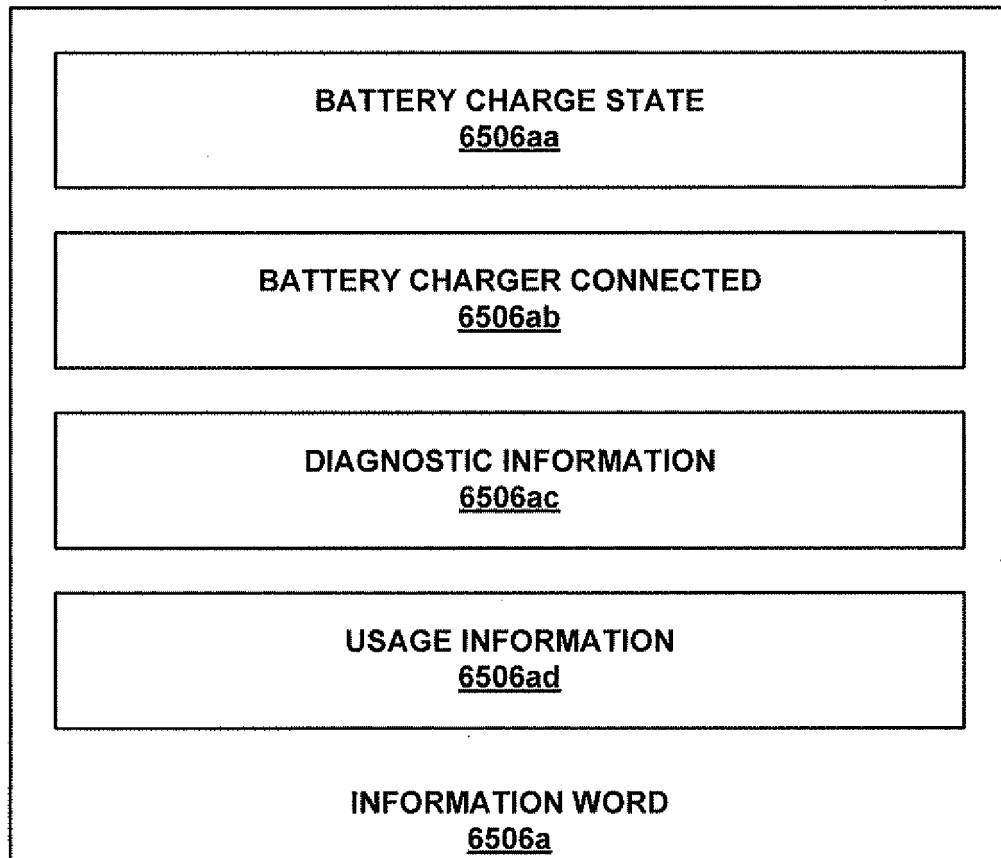 BATTERY CHARGE STATE
6506aa
BATTERY CHARGER CONNECTED
6506ab
DIAGNOSTIC INFORMATION
6506ac
USAGE INFORMATION
6506ad
INFORMATION WORD
6506a